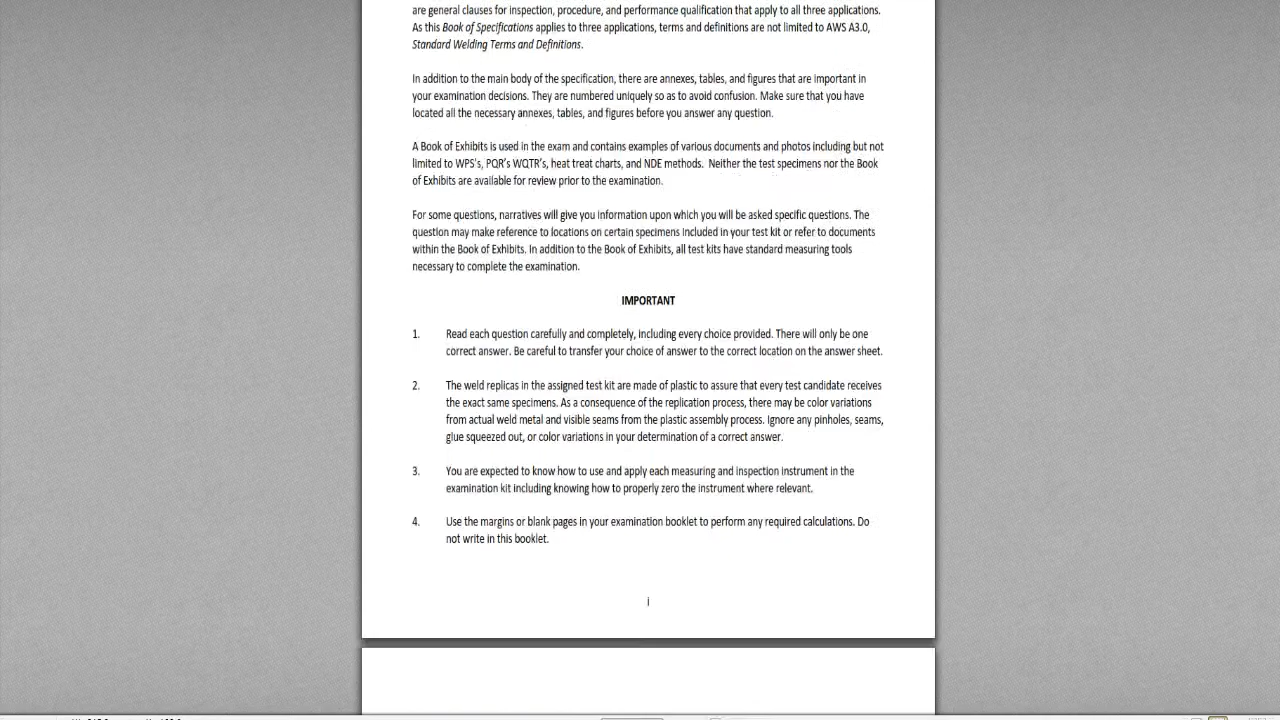 are general clauses for inspection, procedure, and performance qualification that apply to all three applications.
As this Book of Specifications applies to three applications, terms and definitions are not limited to AWS A3.0,
Standard Welding Terms and Definitions.
In addition to the main body of the specification, there are annexes, tables, and figures that are important in
your examination decisions. They are numbered uniquely so as to avoid confusion. Make sure that you have
located all the necessary annexes, tables, and figures before you answer any question.
A Book of Exhibits is used in the exam and contains examples of various documents and photos including but not
limited to WPS's, PQR's WQTR's, heat treat charts, and NDE methods. Neither the test specimens nor the Book
of Exhibits are available for review prior to the examination.
For some questions, narratives will give you information upon which you will be asked specific questions. The
question may make reference to locations on certain specimens included in your test kit or refer to documents
within the Book of Exhibits. In addition to the Book of Exhibits, all test kits have standard measuring tools
necessary to complete the examination.
IMPORTANT
1. Read each question carefully and completely, including every choice provided. There will only be one
correct answer. Be careful to transfer your choice of answer to the correct location on the answer sheet.
2. The weld replicas in the assigned test kit are made of plastic to assure that every test candidate receives
the exact same specimens. As a consequence of the replication process, there may be color variations
from actual weld metal and visible seams from the plastic assembly process. Ignore any pinholes, seams,
glue squeezed out, or color variations in your determination of a correct answer.
3. You are expected to know how to use and apply each measuring and inspection instrument in the
examination kit including knowing how to properly zero the instrument where relevant.
4. Use the margins or blank pages in your examination booklet to perform any required calculations. Do
not write in this booklet.
i